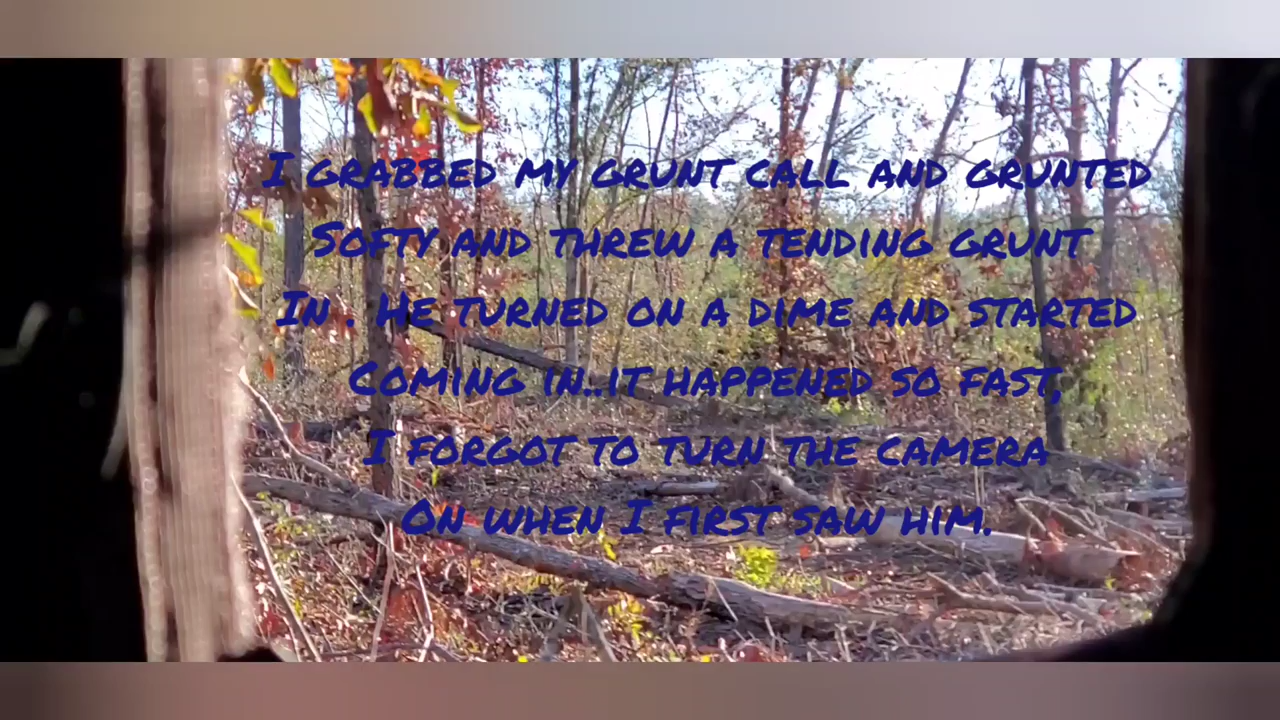 I grabbed my grunt call and grunted
Softy and threw a tending grunt
In . He turned on a dime and started
Coming in..it happened so fast,
I forgot to turn the camera
On when I first saw him.